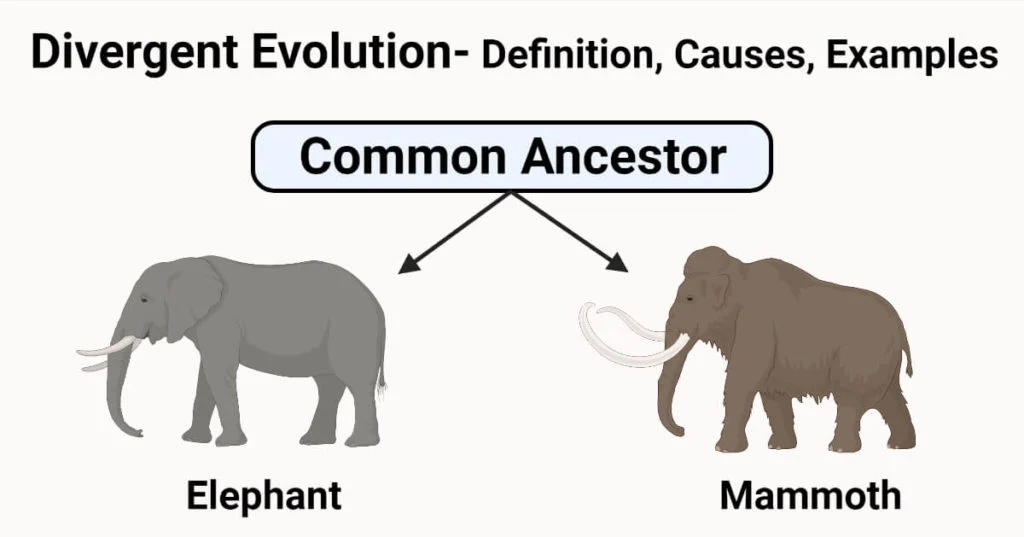 Divergent Evolution- Definition, Causes, Examples
Common Ancestor
Elephant
Mammoth